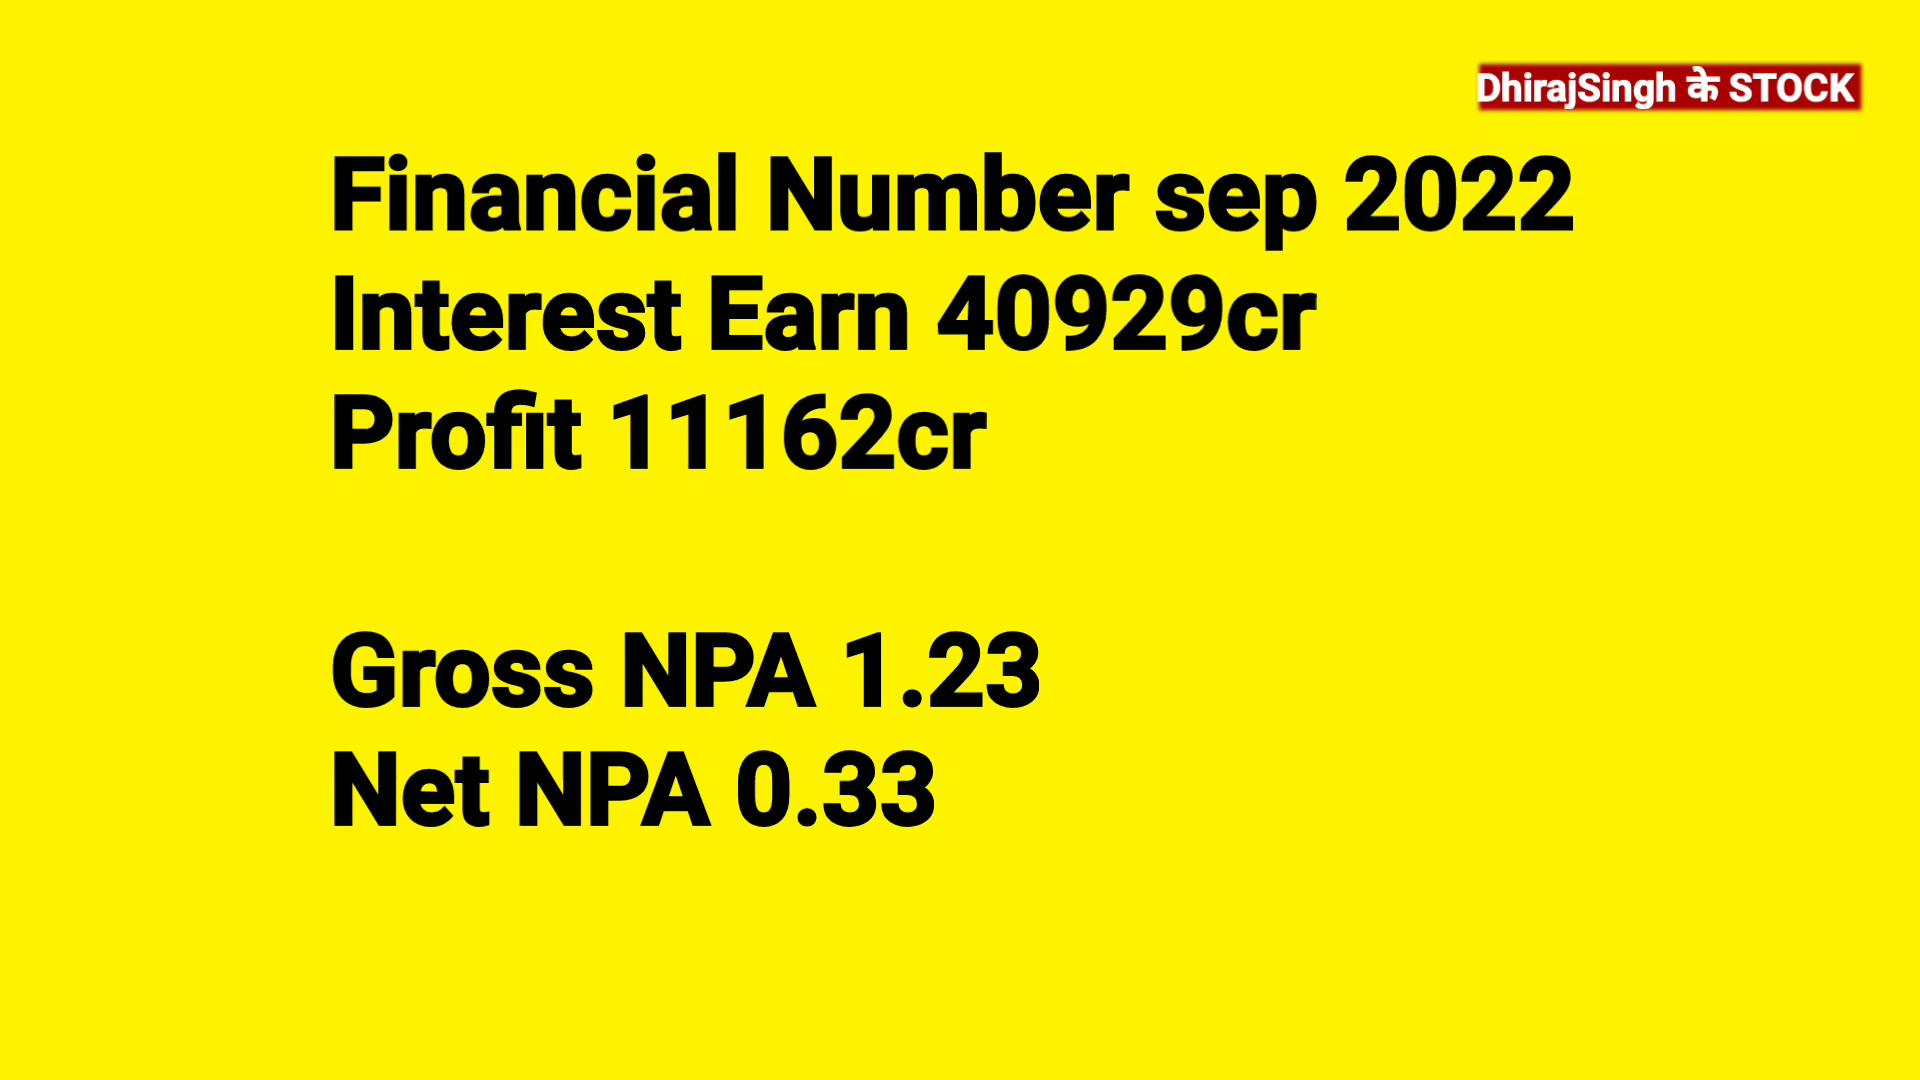 DhirajSingh के STOCK
Financial Number sep 2022
Interest Earn 40929cr
Profit 11162cr
Gross NPA 1.23
Net NPA 0.33